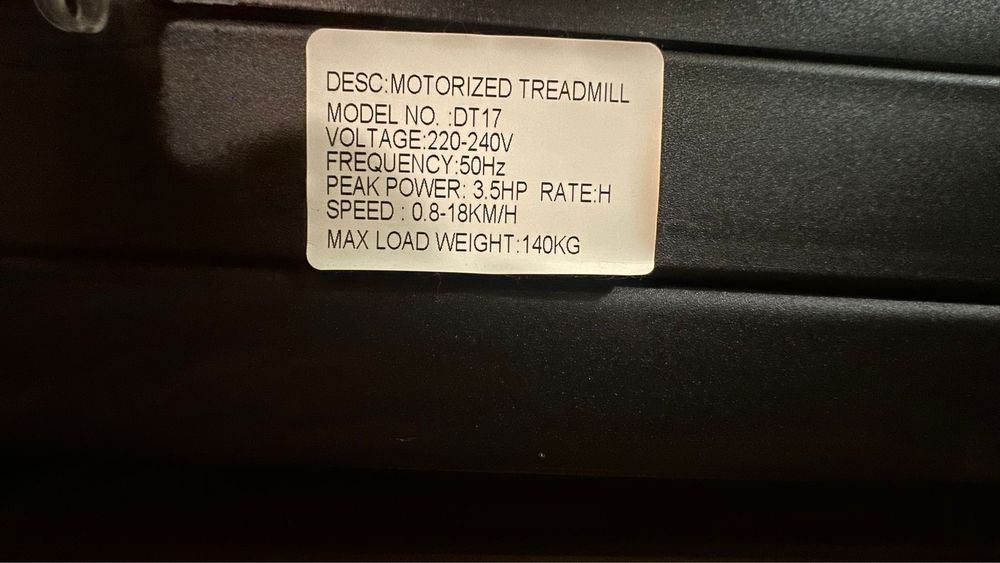 DESC:MOTORIZED TREADMILL
MODEL NO. :DT17
VOLTAGE:220-240V
FREQUENCY:50Hz
PEAK POWER: 3.5HP RATE:H
SPEED : 0.8-18KM/H
MAX LOAD WEIGHT:140KG